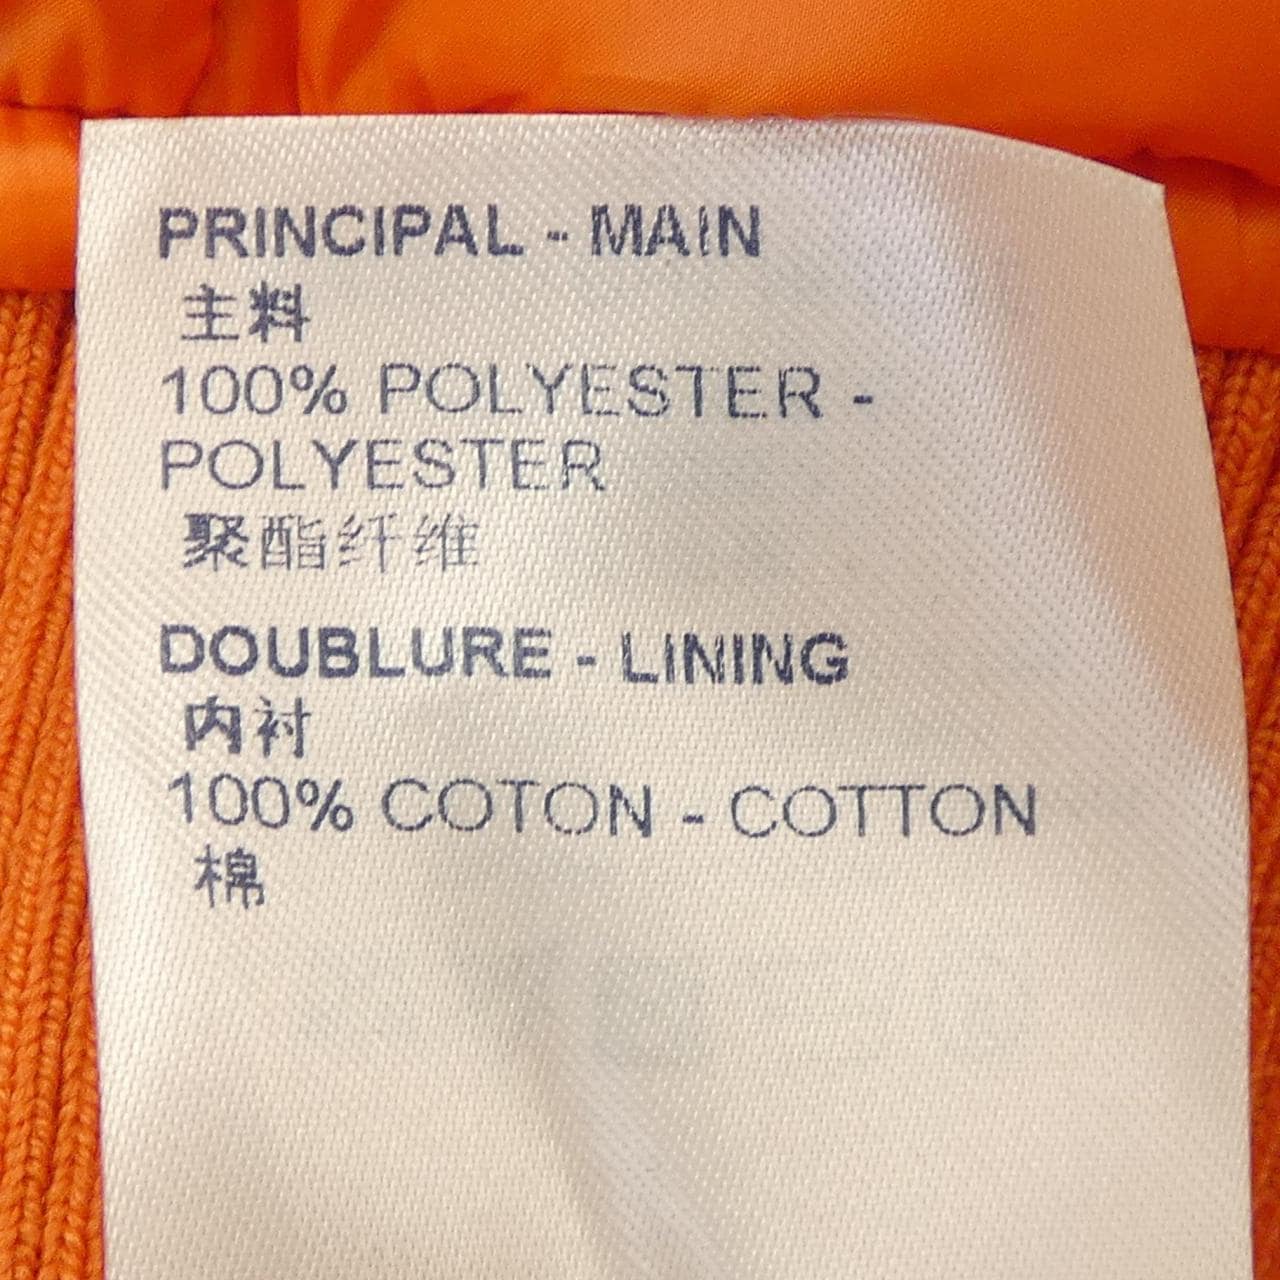 PRINCIPAL - MAIN
主料
100% POLYESTER -
POLYESTER
聚酯纤维
DOUBLURE - LINING
内衬
100% COTON - COTTON
棉